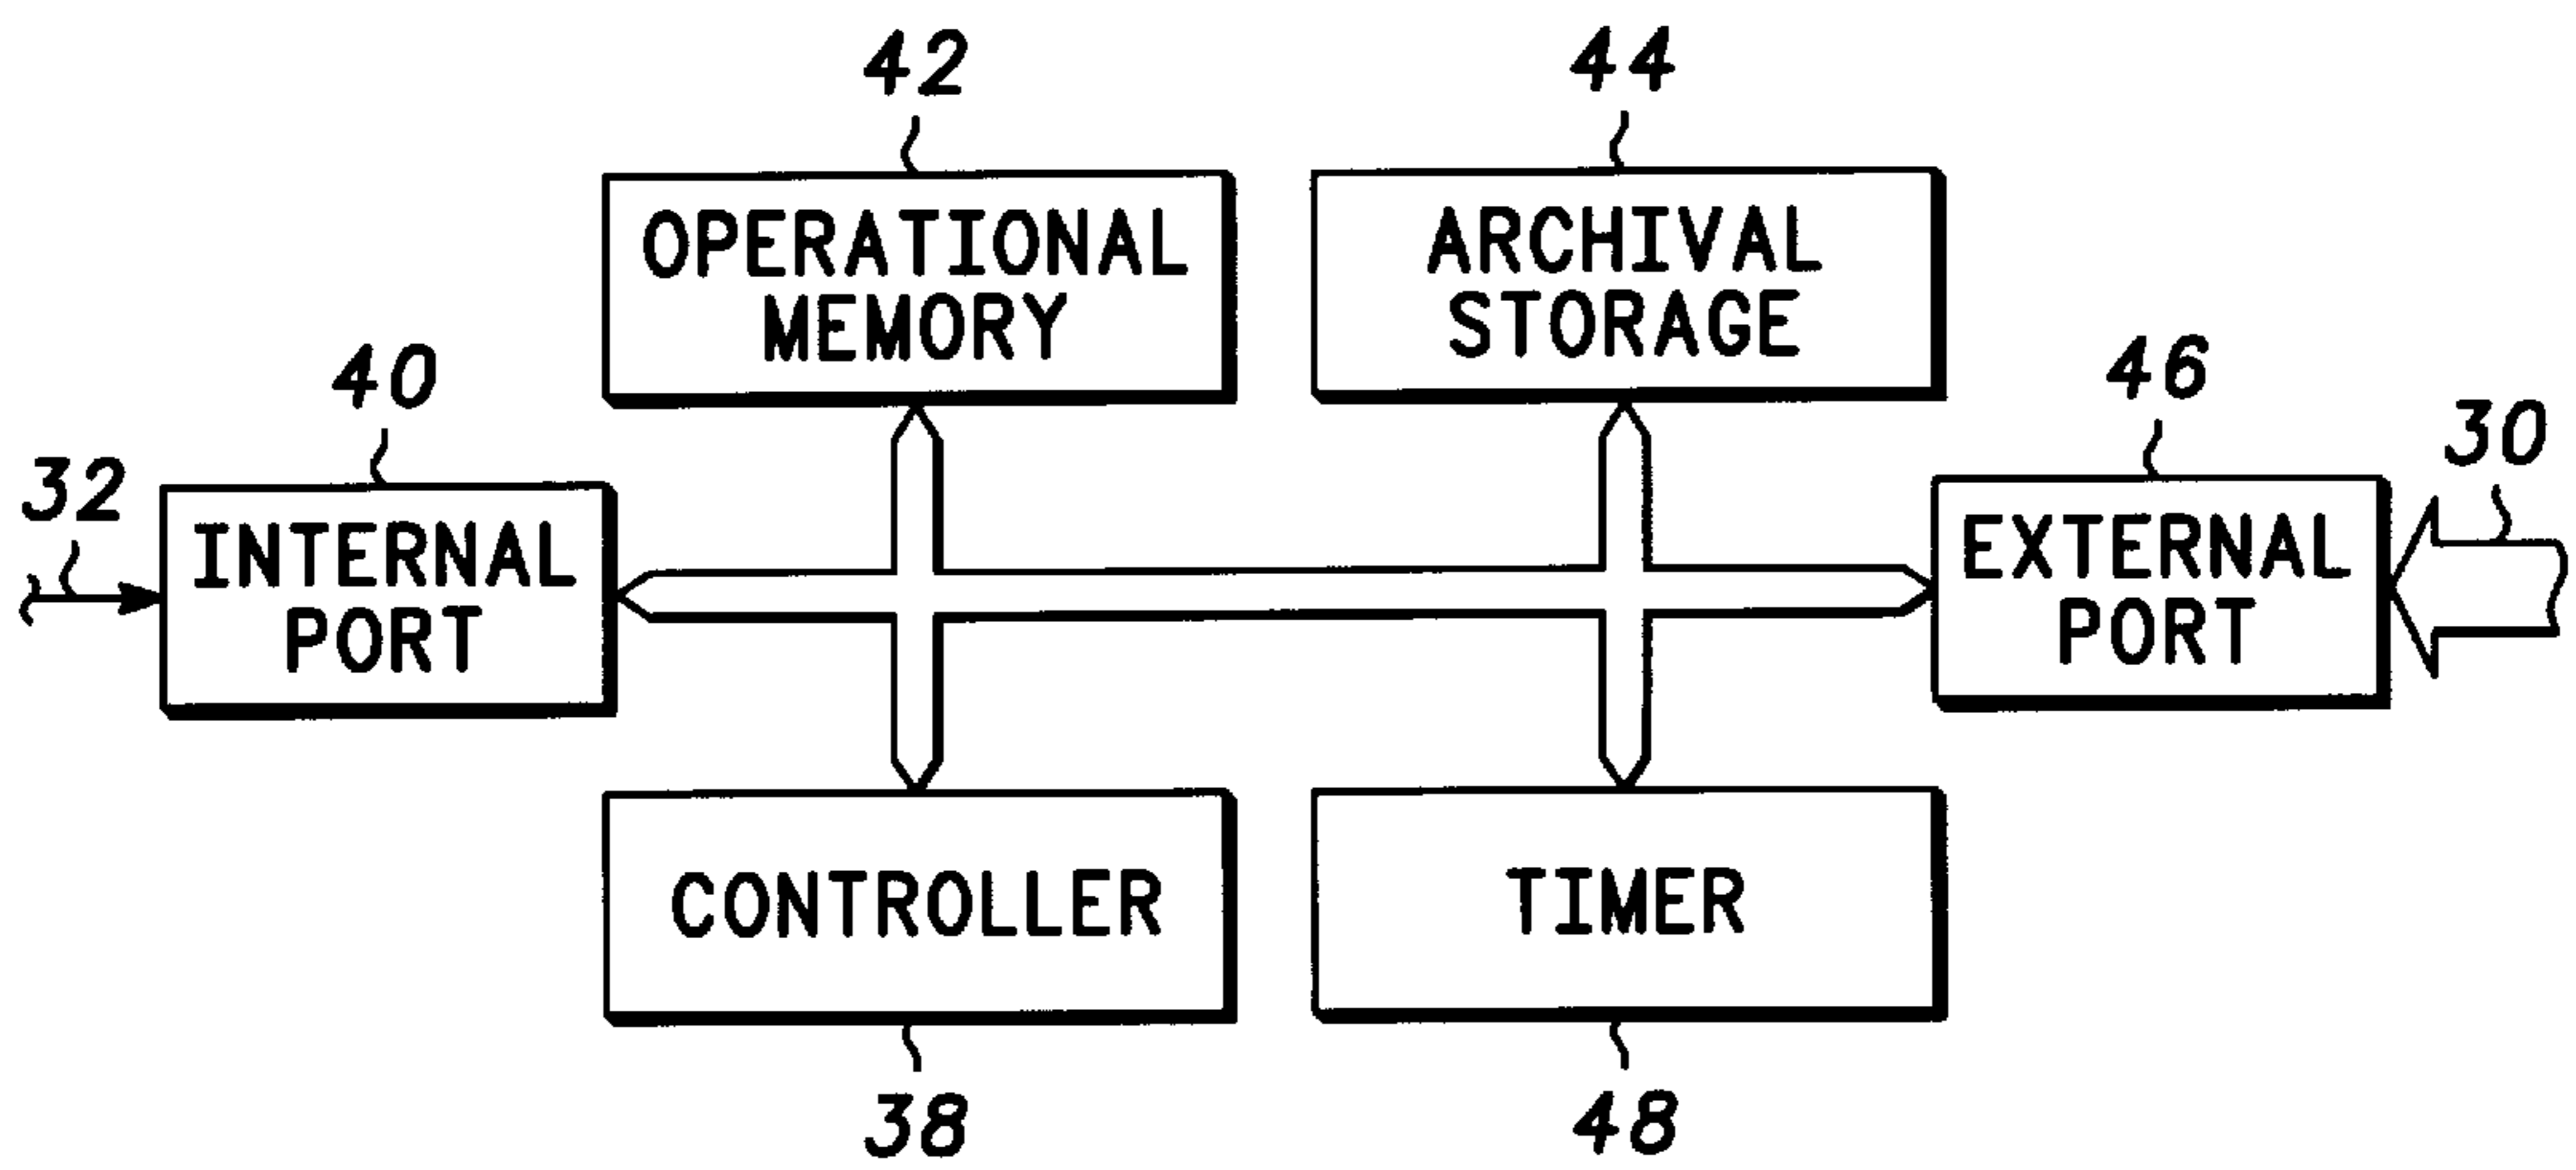 42
44
OPERATIONAL
MEMORY
ARCHIVAL
STORAGE
40
46
32
30
INTERNAL
PORT
EXTERNAL
PORT
CONTROLLER
TIMER
38
48